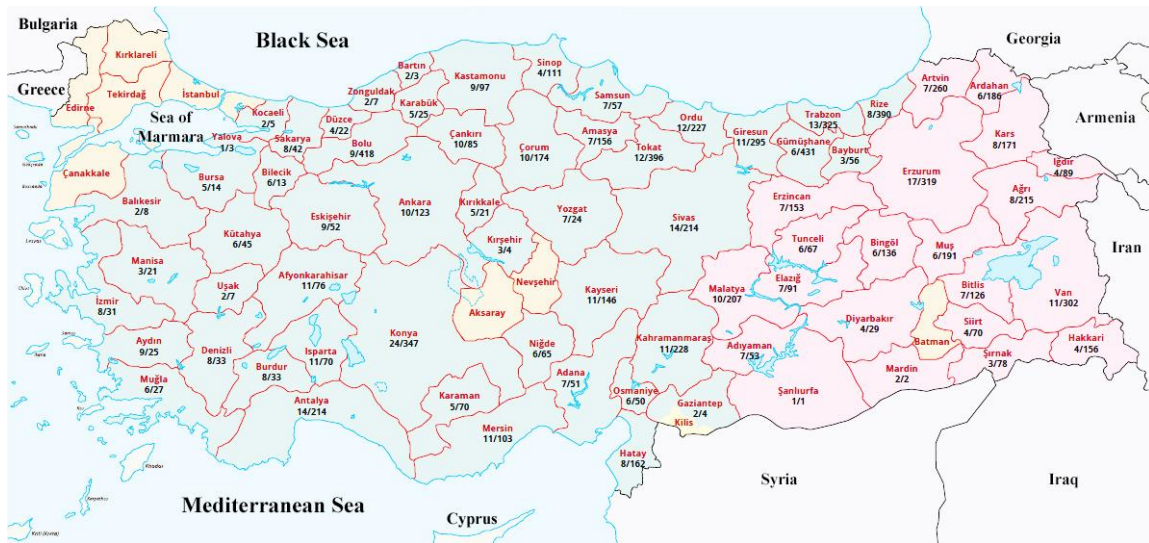 Bulgaria
Black Sea
Georgia
Greece
Armenia
Sea of
Marmara
Iran
Mediterranean Sea
Cyprus
Syria
Iraq
Kırklareli
Edirne
Tekirdağ
İstanbul
Çanakkale
Kocaeli
2/5
Yalova
1/3
Sakarya
8/42
Düzce
4/22
Zonguldak
2/7
Bartın
2/3
Karabük
5/25
Kastamonu
9/97
Sinop
4/111
Samsun
7/57
Ordu
12/227
Giresun
11/295
Trabzon
13/325
Rize
8/390
Artvin
7/260
Ardahan
6/186
Kars
8/171
Iğdır
4/89
Ağrı
8/215
Erzurum
17/319
Bayburt
3/56
Gümüşhane
6/431
Tokat
12/396
Amasya
7/156
Çorum
10/174
Çankırı
10/85
Bolu
9/418
Bilecik
6/13
Bursa
5/14
Balıkesir
2/8
Kütahya
6/45
Eskişehir
9/52
Ankara
10/123
Kırıkkale
5/21
Kırşehir
3/4
Yozgat
7/24
Sivas
14/214
Erzincan
7/153
Tunceli
6/67
Bingöl
6/136
Muş
6/191
Bitlis
7/126
Van
11/302
Hakkari
4/156
Şırnak
3/78
Siirt
4/70
Batman
Mardin
2/2
Diyarbakır
4/29
Elazığ
7/91
Malatya
10/207
Adıyaman
7/53
Şanlıurfa
1/1
Gaziantep
2/4
Kilis
Hatay
8/162
Osmaniye
6/50
Kahramanmaraş
11/228
Adana
7/51
Kayseri
11/146
Nevşehir
Aksaray
Niğde
6/65
Mersin
11/103
Karaman
5/70
Konya
24/347
Antalya
14/214
Isparta
11/70
Burdur
8/33
Afyonkarahisar
11/76
Uşak
2/7
Denizli
8/33
Muğla
6/27
Aydın
9/25
İzmir
8/31
Manisa
3/21